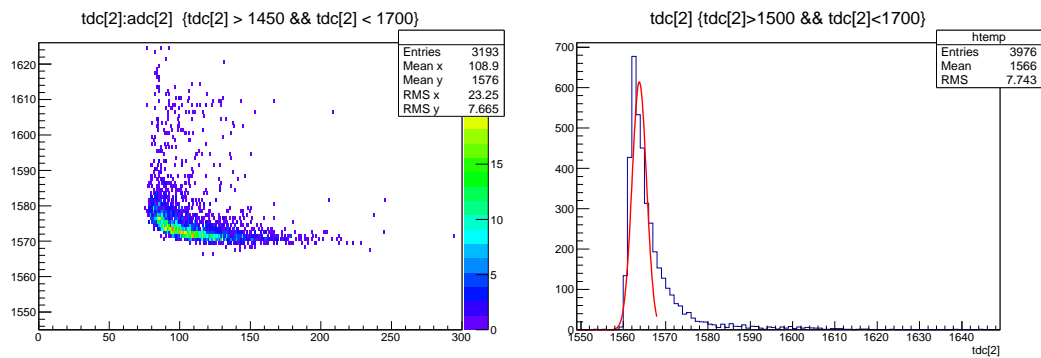 tdc[2]:adc[2] {tdc[2] > 1450 && tdc[2] < 1700}
Entries 3193
Mean x 108.9
Mean y 1576
RMS x 23.25
RMS y 7.665
1620
1610
1600
1590
1580
1570
1560
1550
15
10
5
0
0 50 100 150 200 250 300
tdc[2] {tdc[2]>1500 && tdc[2]<1700}
htemp
Entries 3976
Mean 1566
RMS 7.743
700
600
500
400
300
200
100
0
1550 1560 1570 1580 1590 1600 1610 1620 1630 1640
tdc[2]